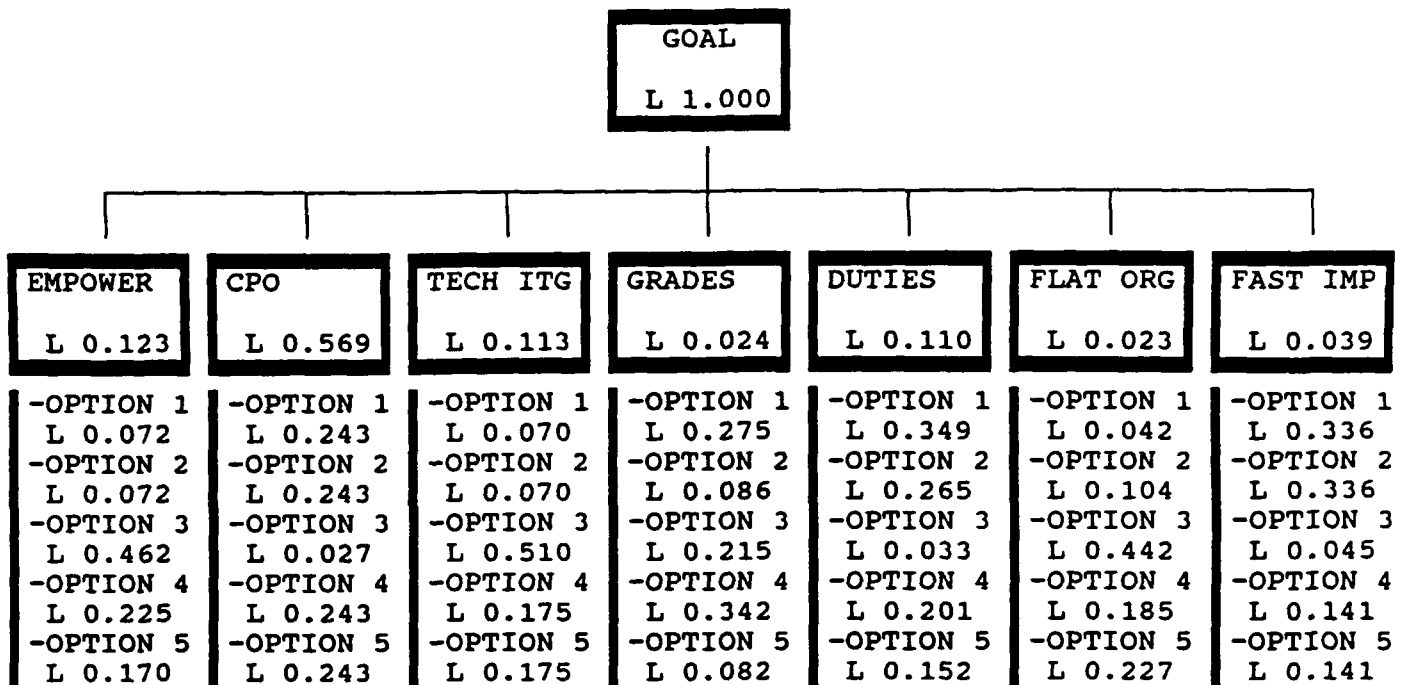 GOAL
L 1.000
EMPOWER CPO TECH ITG GRADES DUTIES FLAT ORG FAST IMP
L 0.123 L 0.569 L 0.113 L 0.024 L 0.110 L 0.023 L 0.039
-OPTION 1 -OPTION 1 -OPTION 1 -OPTION 1 -OPTION 1 -OPTION 1 -OPTION 1
L 0.072 L 0.243 L 0.070 L 0.275 L 0.349 L 0.042 L 0.336
-OPTION 2 -OPTION 2 -OPTION 2 -OPTION 2 -OPTION 2 -OPTION 2 -OPTION 2
L 0.072 L 0.243 L 0.070 L 0.086 L 0.265 L 0.104 L 0.336
-OPTION 3 -OPTION 3 -OPTION 3 -OPTION 3 -OPTION 3 -OPTION 3 -OPTION 3
L 0.462 L 0.027 L 0.510 L 0.215 L 0.033 L 0.442 L 0.045
-OPTION 4 -OPTION 4 -OPTION 4 -OPTION 4 -OPTION 4 -OPTION 4 -OPTION 4
L 0.225 L 0.243 L 0.175 L 0.342 L 0.201 L 0.185 L 0.141
-OPTION 5 -OPTION 5 -OPTION 5 -OPTION 5 -OPTION 5 -OPTION 5 -OPTION 5
L 0.170 L 0.243 L 0.175 L 0.082 L 0.152 L 0.227 L 0.141